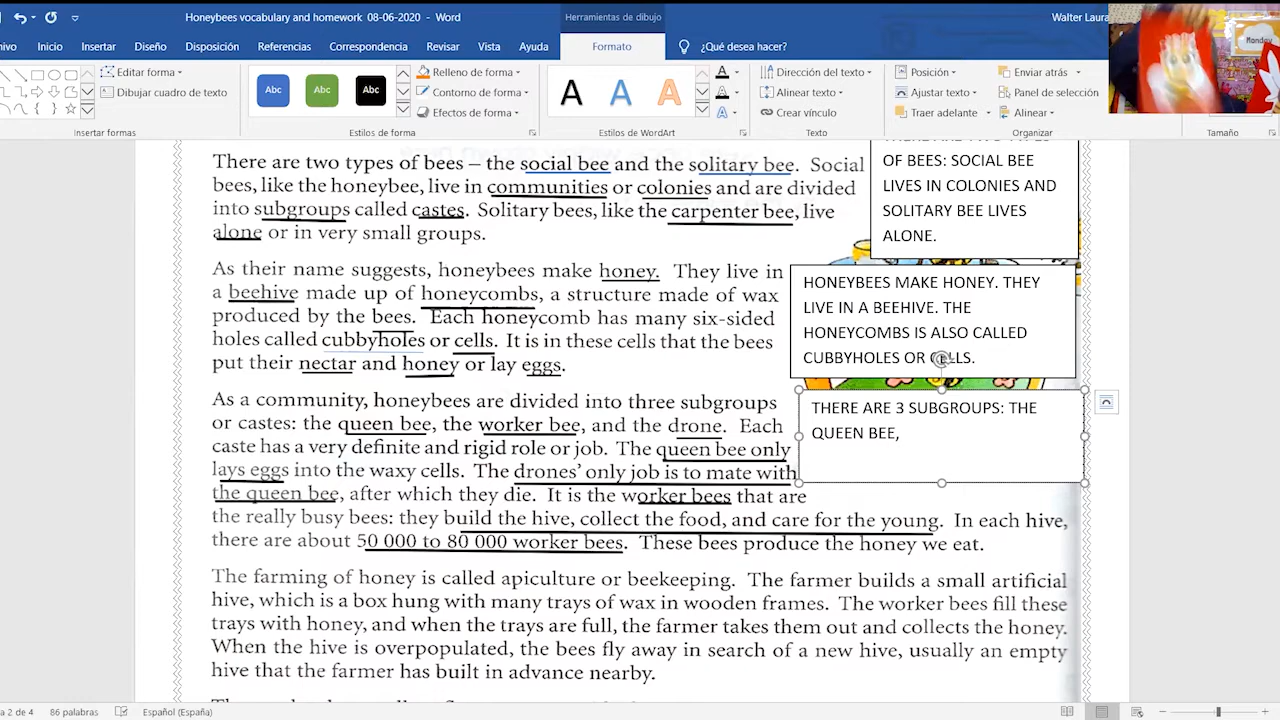 Honeybees vocabulary and homework 08-06-2020 - Word
Herramientas de dibujo
Walter Laura
Monday
nivo Inicio Insertar Diseño Disposición Referencias Correspondencia Revisar Vista Ayuda Formato ¿Qué desea hacer?
Editar forma
Dibujar cuadro de texto
Abc Abc Abc
Relleno de forma
Contorno de forma
Efectos de forma
A A A
Dirección del texto
Alinear texto
Crear vínculo
Posición
Ajustar texto
Traer adelante
Enviar atrás
Panel de selección
Alinear
Insertar formas
Estilos de forma
Estilos de WordArt
Texto
Organizar
Tamaño
There are two types of bees – the social bee and the solitary bee. Social
bees, like the honeybee, live in communities or colonies and are divided
into subgroups called castes. Solitary bees, like the carpenter bee, live
alone or in very small groups.
OF BEES: SOCIAL BEE
LIVES IN COLONIES AND
SOLITARY BEE LIVES
ALONE.
As their name suggests, honeybees make honey. They live in
a beehive made up of honeycombs, a structure made of wax
produced by the bees. Each honeycomb has many six-sided
holes called cubbyholes or cells. It is in these cells that the bees
put their nectar and honey or lay eggs.
HONEYBEES MAKE HONEY. THEY
LIVE IN A BEEHIVE. THE
HONEYCOMBS IS ALSO CALLED
CUBBYHOLES OR CELLS.
As a community, honeybees are divided into three subgroups
or castes: the queen bee, the worker bee, and the drone. Each
caste has a very definite and rigid role or job. The queen bee only
lays eggs into the waxy cells. The drones' only job is to mate with
the queen bee, after which they die. It is the worker bees that are
the really busy bees: they build the hive, collect the food, and care for the young. In each hive,
there are about 50 000 to 80 000 worker bees. These bees produce the honey we eat.
THERE ARE 3 SUBGROUPS: THE
QUEEN BEE,
The farming of honey is called apiculture or beekeeping. The farmer builds a small artificial
hive, which is a box hung with many trays of wax in wooden frames. The worker bees fill these
trays with honey, and when the trays are full, the farmer takes them out and collects the honey.
When the hive is overpopulated, the bees fly away in search of a new hive, usually an empty
hive that the farmer has built in advance nearby.
a 2 de 4 86 palabras Español (España)